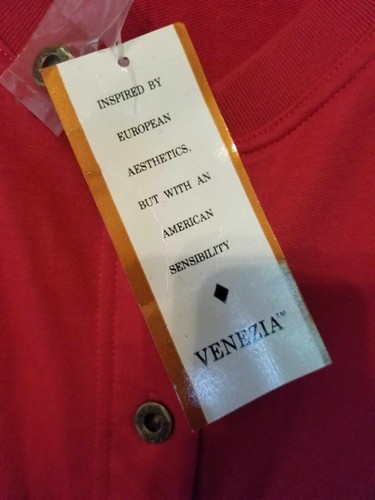 INSPIRED BY
EUROPEAN
AESTHETICS,
BUT WITH AN
AMERICAN
SENSIBILITY
VENEZIA™